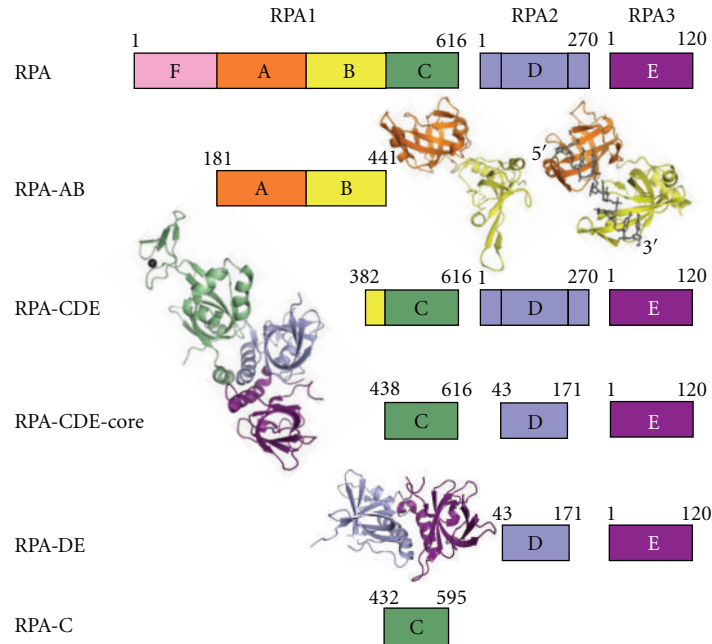 RPA1 RPA2 RPA3
1 616 1 270 1 120
RPA F A B C D E
5′
181 441
RPA-AB A B
3′
382 616 1 270 1 120
RPA-CDE C D E
438 616 43 171 1 120
RPA-CDE-core C D E
43 171 1 120
RPA-DE D E
432 595
RPA-C C